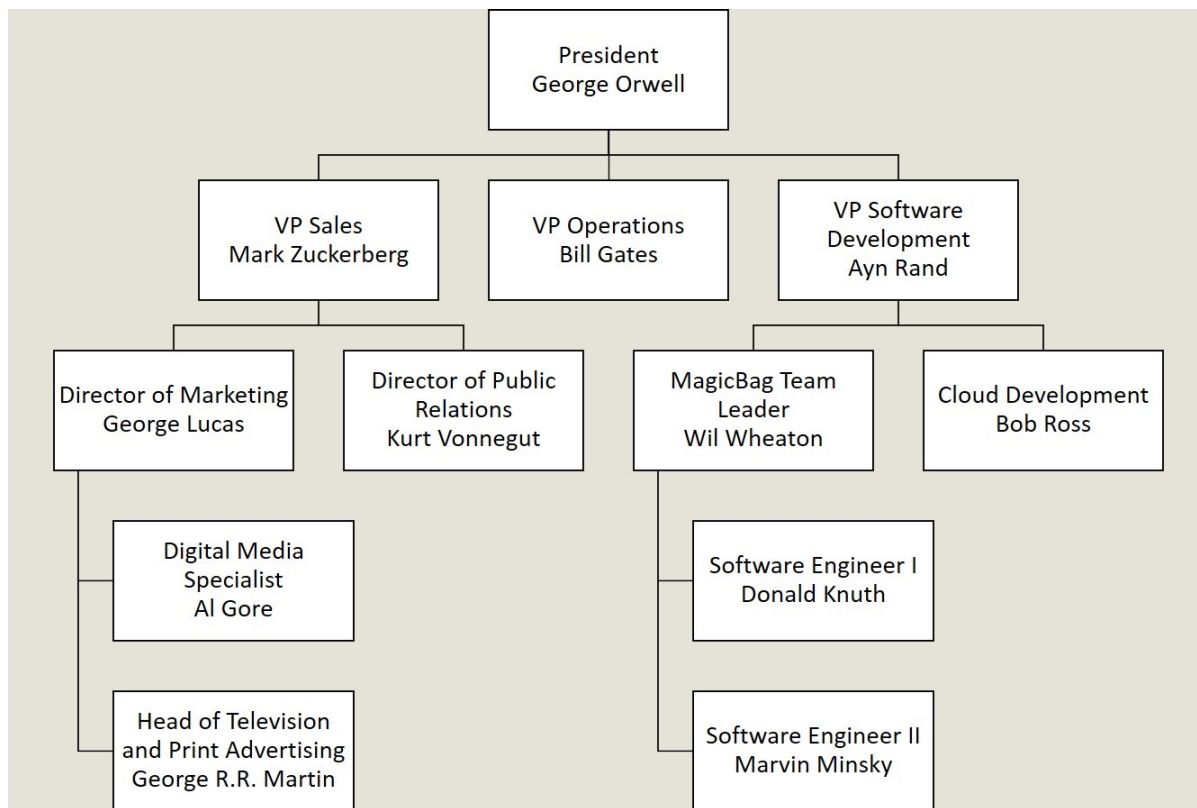 President
George Orwell
VP Sales
Mark Zuckerberg
VP Operations
Bill Gates
VP Software
Development
Ayn Rand
Director of Marketing
George Lucas
Director of Public
Relations
Kurt Vonnegut
MagicBag Team
Leader
Wil Wheaton
Cloud Development
Bob Ross
Digital Media
Specialist
Al Gore
Software Engineer I
Donald Knuth
Head of Television
and Print Advertising
George R.R. Martin
Software Engineer II
Marvin Minsky